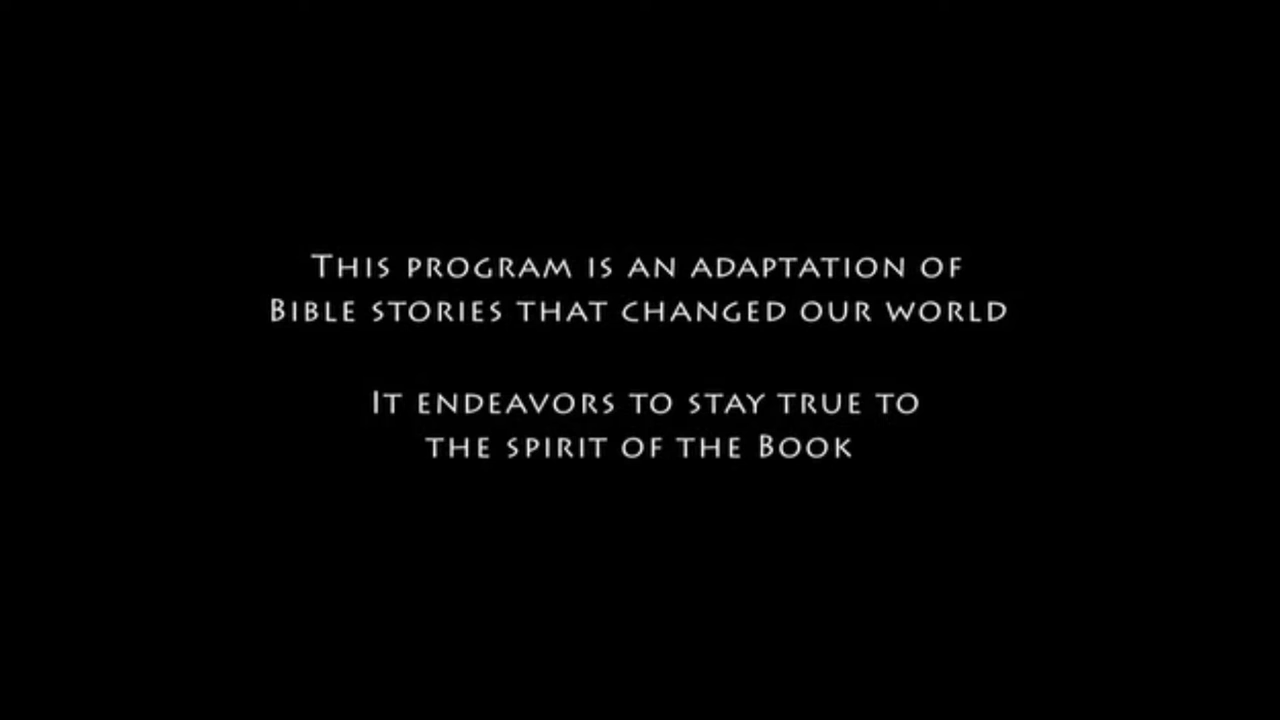 This program is an adaptation of
Bible stories that changed our world
It endeavors to stay true to
the spirit of the Book